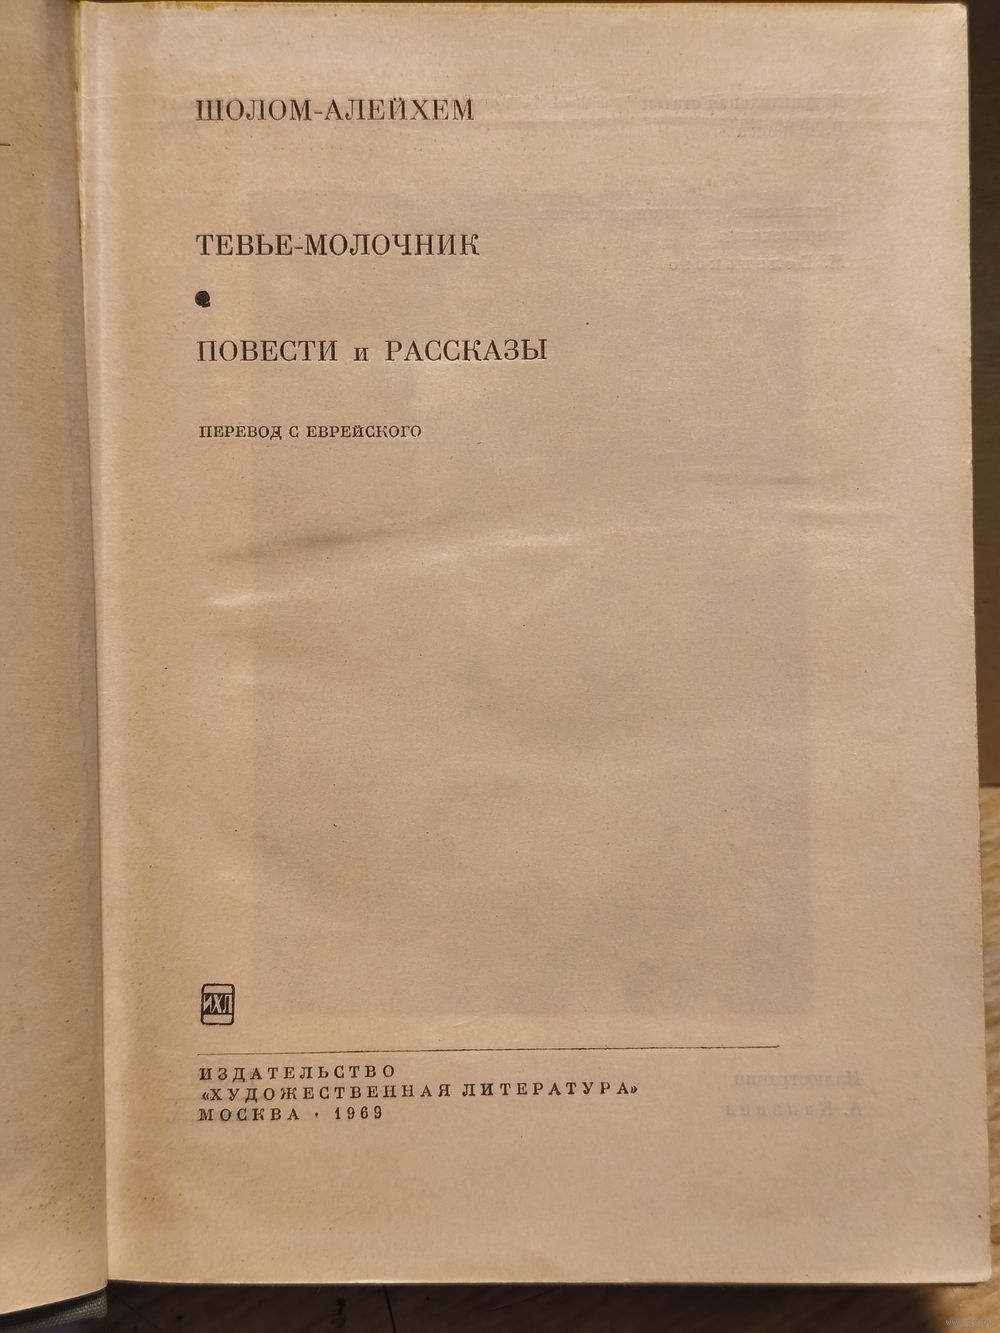 ШОЛОМ-АЛЕЙХЕМ
ТЕВЬЕ-МОЛОЧНИК
ПОВЕСТИ и РАССКАЗЫ
ПЕРЕВОД С ЕВРЕЙСКОГО
ИХЛ
ИЗДАТЕЛЬСТВО
«ХУДОЖЕСТВЕННАЯ ЛИТЕРАТУРА»
МОСКВА · 1969